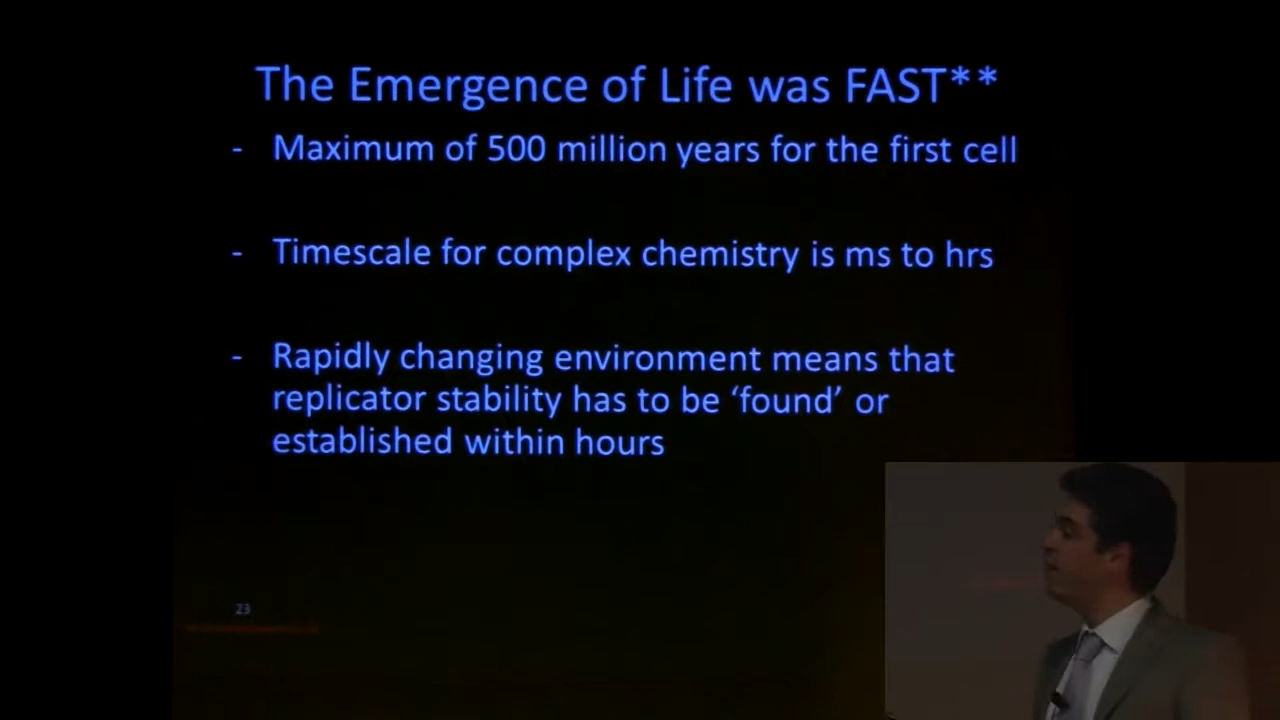 The Emergence of Life was FAST**
- Maximum of 500 million years for the first cell
- Timescale for complex chemistry is ms to hrs
- Rapidly changing environment means that
replicator stability has to be ‘found’ or
established within hours
23